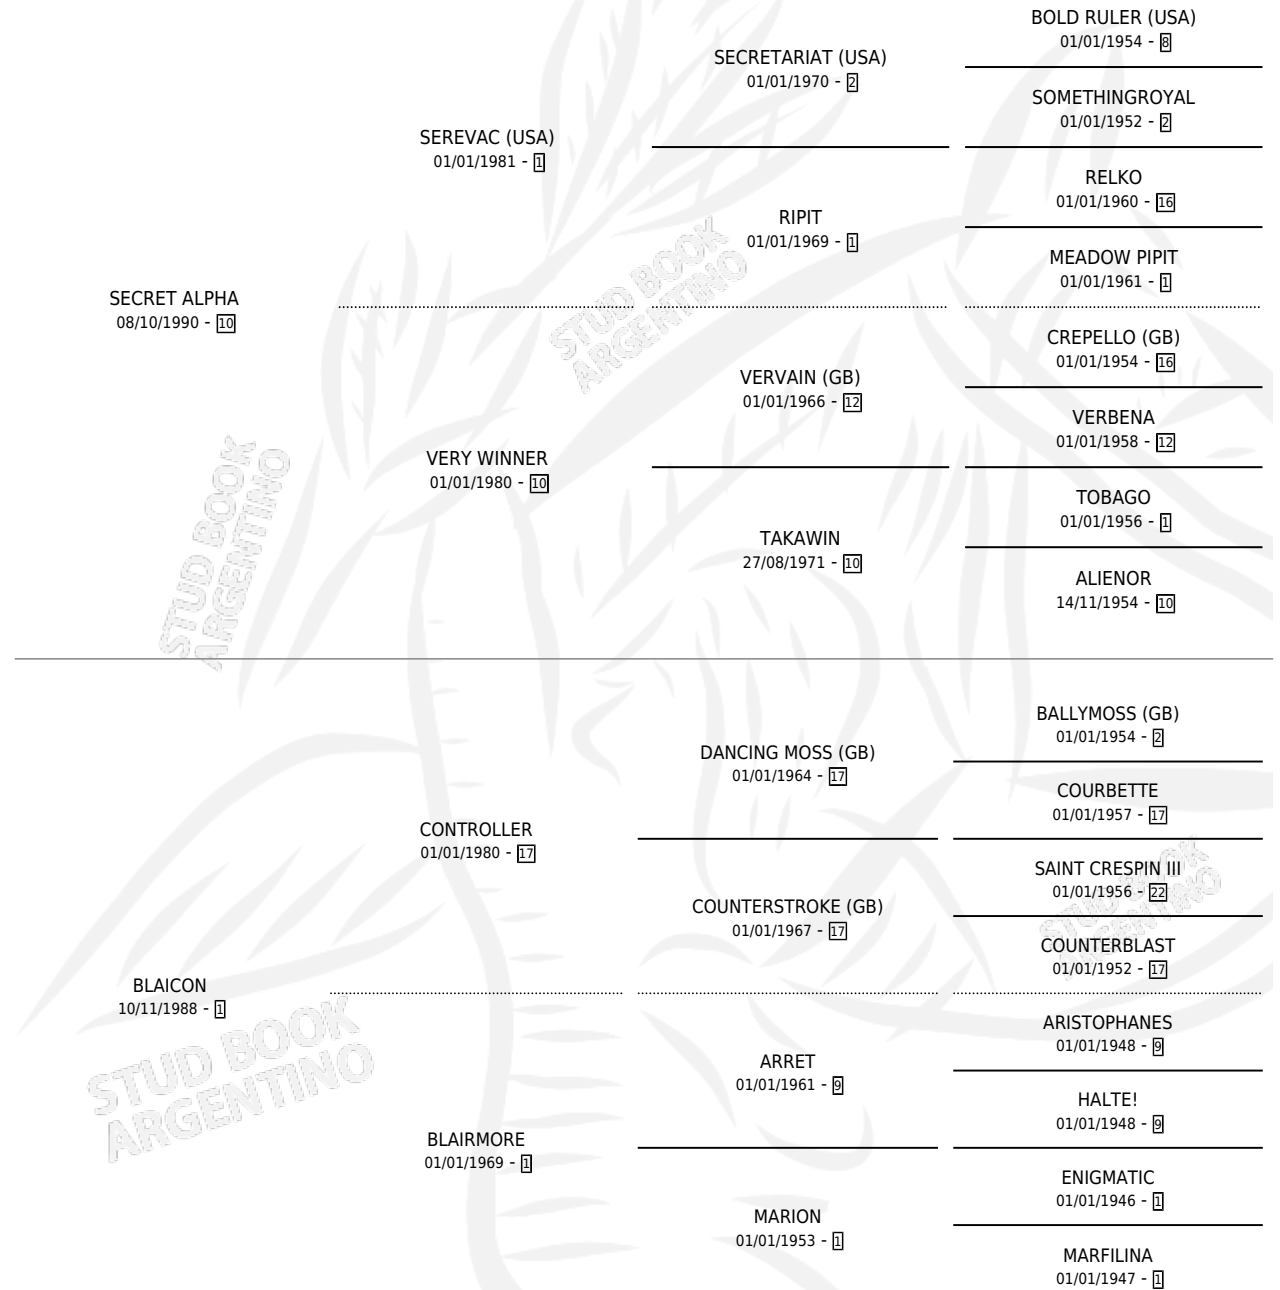 BOLD RULER (USA)
01/01/1954 - 8
SECRETARIAT (USA)
01/01/1970 - 2
SOMETHINGROYAL
01/01/1952 - 2
SEREVAC (USA)
01/01/1981 - 1
RELKO
01/01/1960 - 16
RIPIT
01/01/1969 - 1
MEADOW PIPIT
01/01/1961 - 1
SECRET ALPHA
08/10/1990 - 10
CREPELLO (GB)
01/01/1954 - 16
VERVAIN (GB)
01/01/1966 - 12
VERBENA
01/01/1958 - 12
VERY WINNER
01/01/1980 - 10
TOBAGO
01/01/1956 - 1
TAKAWIN
27/08/1971 - 10
ALIENOR
14/11/1954 - 10
BALLYMOSS (GB)
01/01/1954 - 2
DANCING MOSS (GB)
01/01/1964 - 17
COURBETTE
01/01/1957 - 17
CONTROLLER
01/01/1980 - 17
SAINT CRESPIN III
01/01/1956 - 22
COUNTERSTROKE (GB)
01/01/1967 - 17
COUNTERBLAST
01/01/1952 - 17
BLAICON
10/11/1988 - 1
ARISTOPHANES
01/01/1948 - 9
ARRET
01/01/1961 - 9
HALTE!
01/01/1948 - 9
BLAIRMORE
01/01/1969 - 1
ENIGMATIC
01/01/1946 - 1
MARION
01/01/1953 - 1
MARFILINA
01/01/1947 - 1
STUD BOOK
ARGENTINO
STUD BOOK
ARGENTINO
STUD BOOK
ARGENTINO
STUD BOOK
ARGENTINO